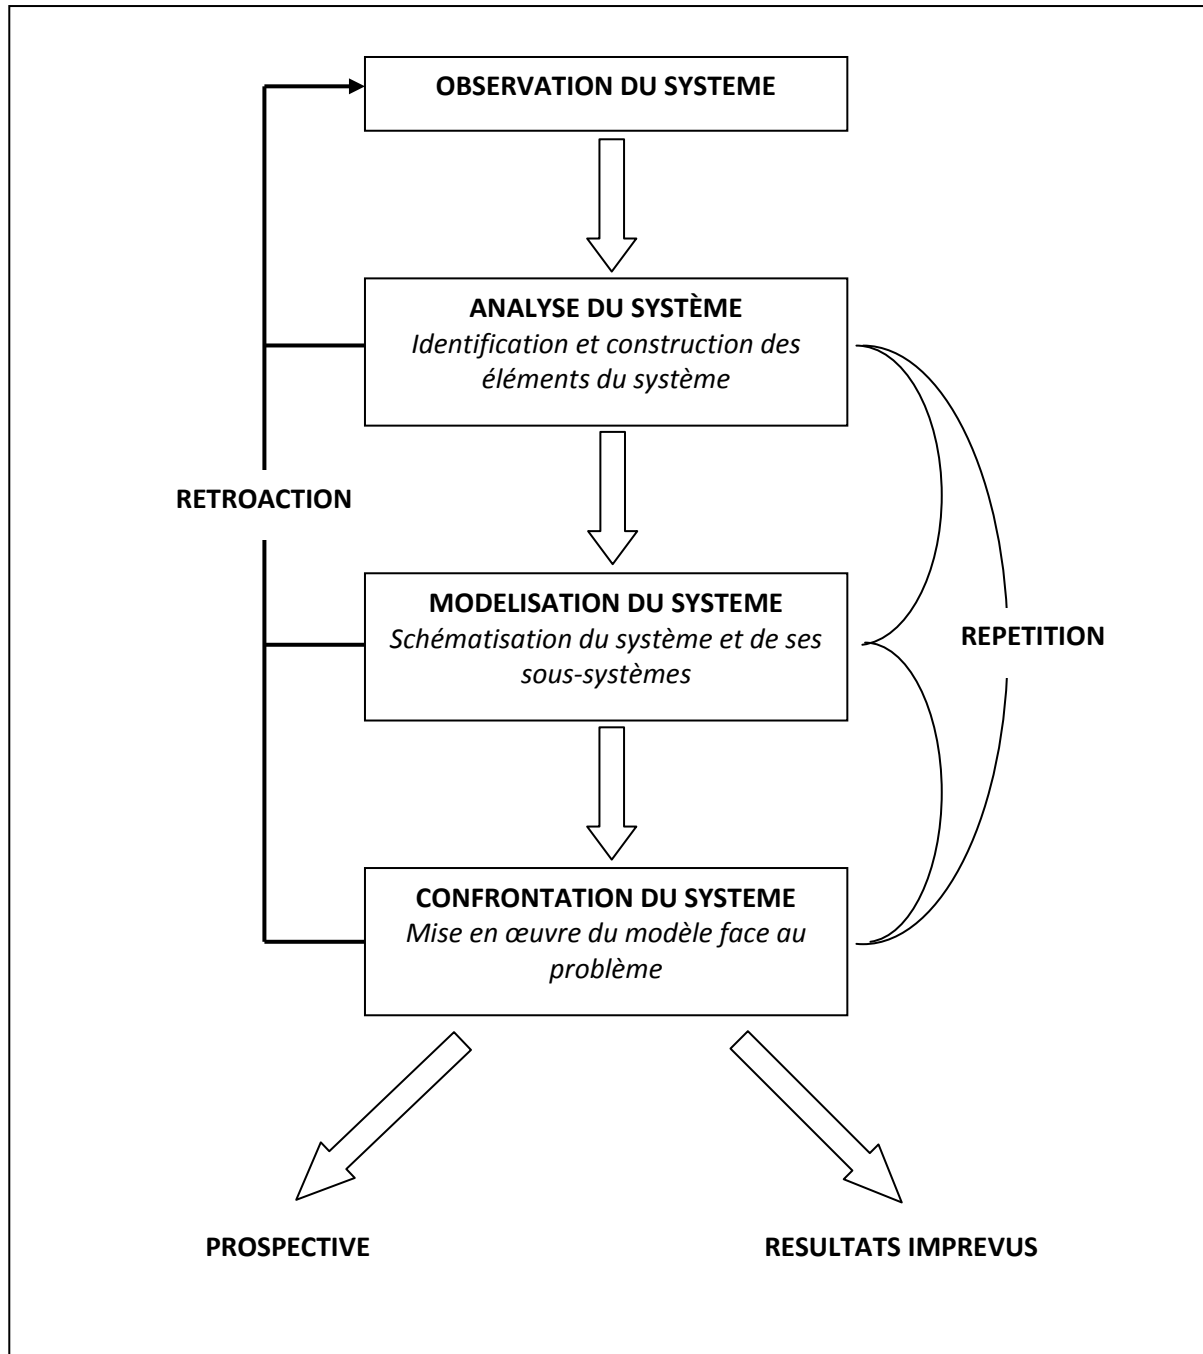 OBSERVATION DU SYSTEME
ANALYSE DU SYSTÈME
Identification et construction des
éléments du système
RETROACTION
MODELISATION DU SYSTEME
Schématisation du système et de ses
sous-systèmes
REPETITION
CONFRONTATION DU SYSTEME
Mise en œuvre du modèle face au
problème
PROSPECTIVE
RESULTATS IMPREVUS